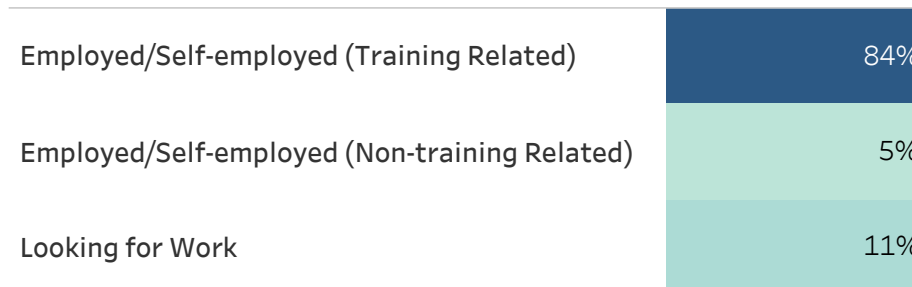 Employed/Self-employed (Training Related) 84%
Employed/Self-employed (Non-training Related) 5%
Looking for Work 11%